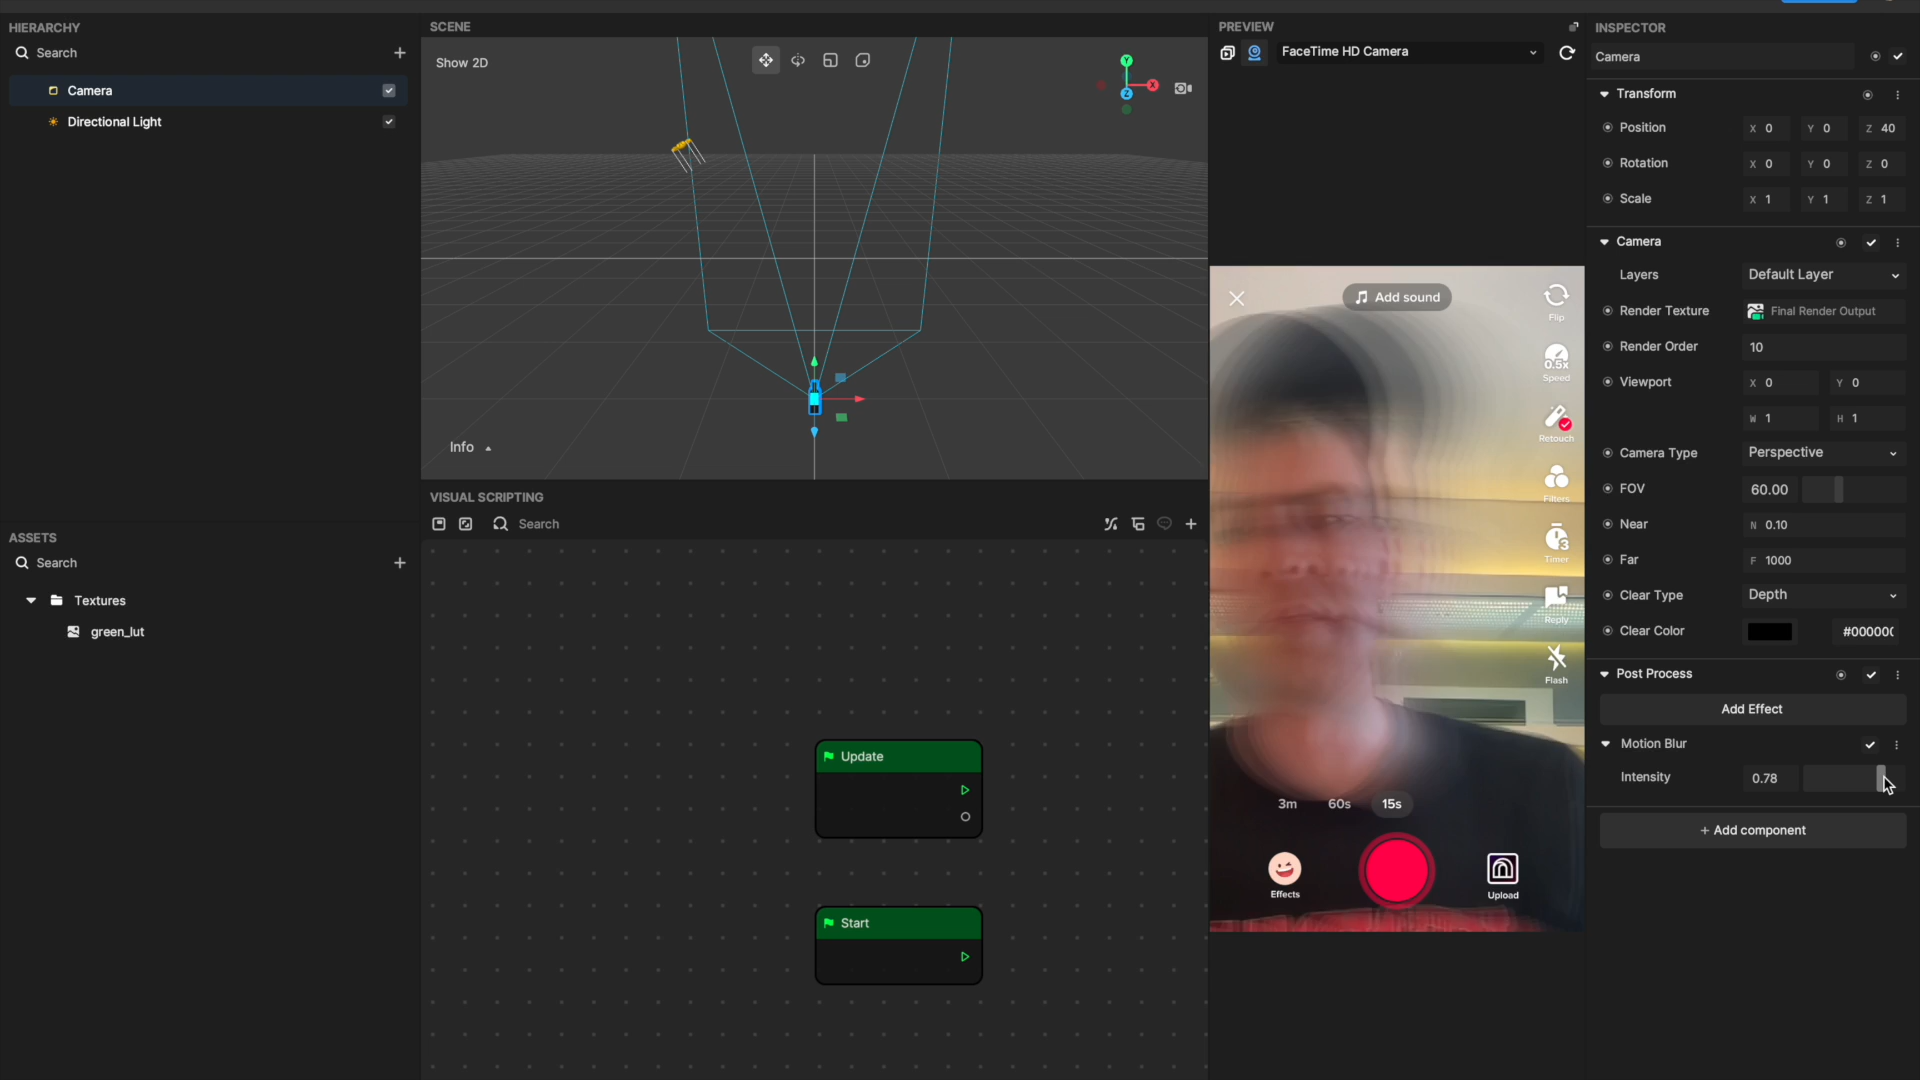 HIERARCHY
Search
Camera
Directional Light
SCENE
Show 2D
Y
X
Z
Info
VISUAL SCRIPTING
Search
Update
Start
ASSETS
Search
Textures
green_lut
PREVIEW
FaceTime HD Camera
Add sound
Flip
0.5x
Speed
Retouch
Filters
3
Timer
Reply
Flash
3m 60s 15s
Effects
Upload
INSPECTOR
Camera
Transform
Position X 0 Y 0 Z 40
Rotation X 0 Y 0 Z 0
Scale X 1 Y 1 Z 1
Camera
Layers Default Layer
Render Texture Final Render Output
Render Order 10
Viewport X 0 Y 0
W 1 H 1
Camera Type Perspective
FOV 60.00
Near N 0.10
Far F 1000
Clear Type Depth
Clear Color #000000
Post Process
Add Effect
Motion Blur
Intensity 0.78
+ Add component